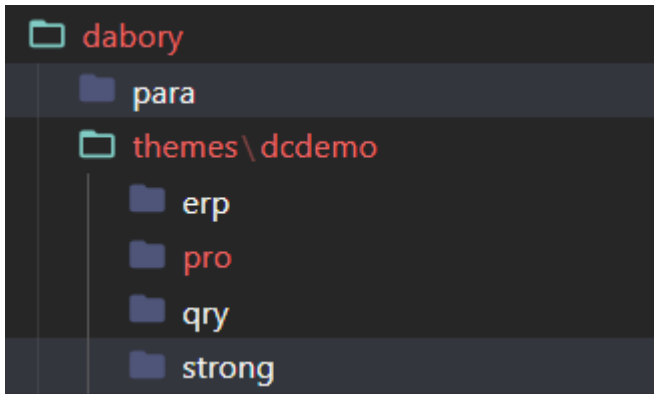 dabory
para
themes\dcdemo
erp
pro
qry
strong